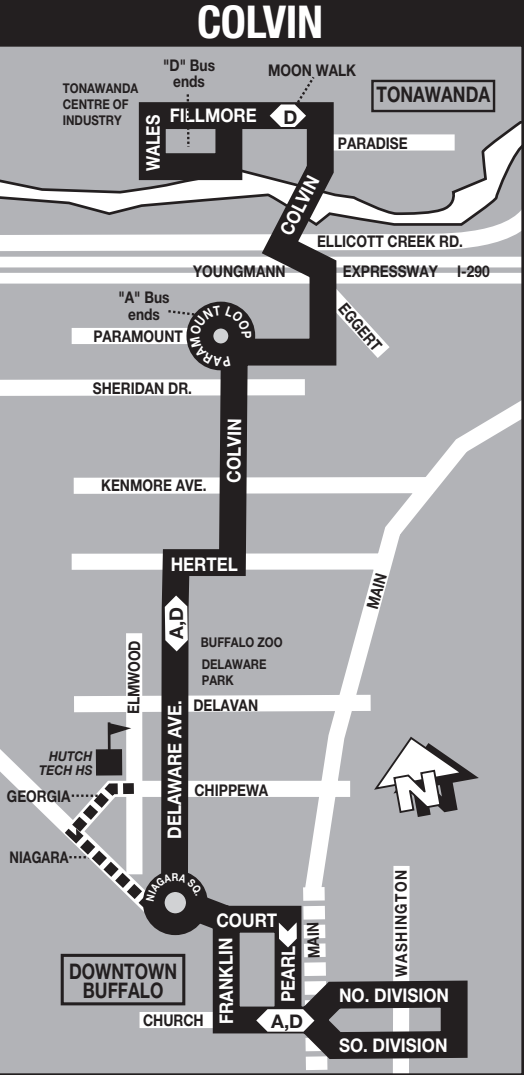 COLVIN
"D" Bus
ends
MOON WALK
TONAWANDA
TONAWANDA
CENTRE OF
INDUSTRY
FILLMORE
D
WALES
PARADISE
COLVIN
ELLICOTT CREEK RD.
YOUNGMANN
EXPRESSWAY I-290
"A" Bus
ends
PARAMOUNT LOOP
EGGERT
PARAMOUNT
SHERIDAN DR.
COLVIN
KENMORE AVE.
HERTEL
MAIN
A,D
BUFFALO ZOO
DELAWARE
PARK
ELMWOOD
DELAVAN
DELAWARE AVE.
HUTCH
TECH HS
N
GEORGIA
CHIPPEWA
NIAGARA
NIAGARA SQ.
COURT
MAIN
WASHINGTON
FRANKLIN
PEARL
DOWNTOWN
BUFFALO
NO. DIVISION
CHURCH
A,D
SO. DIVISION